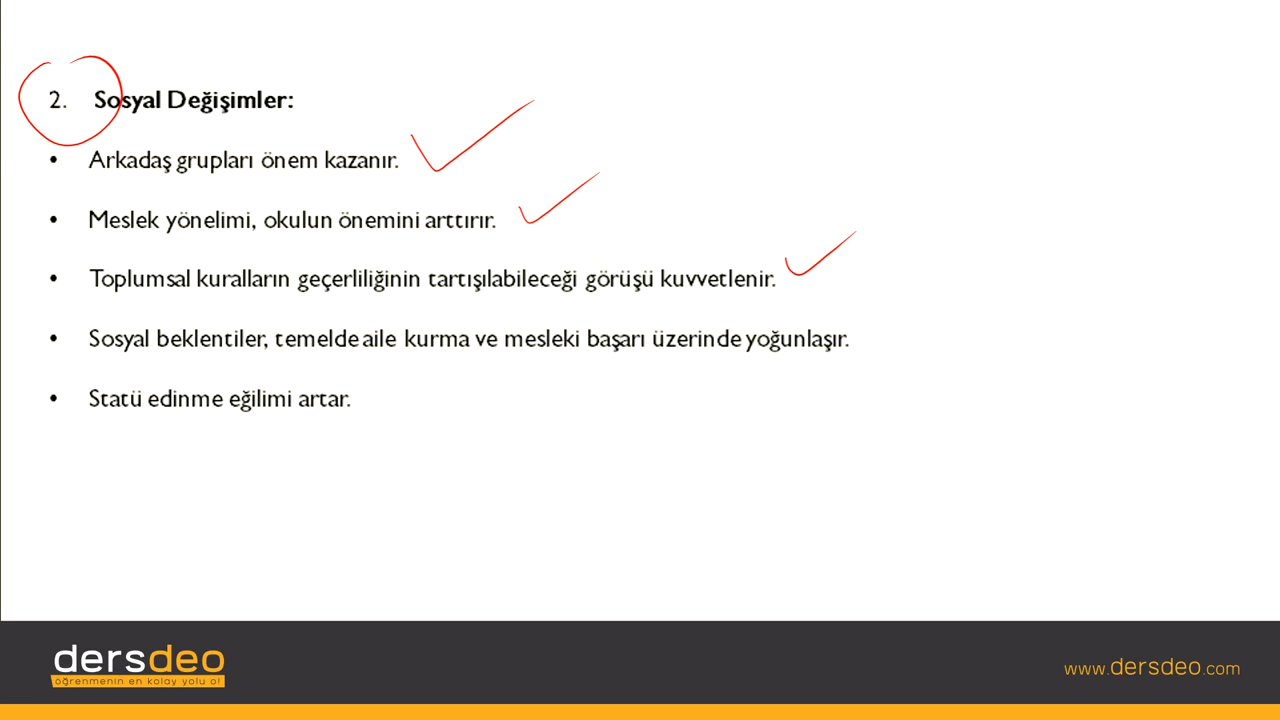 2. Sosyal Değişimler:
• Arkadaş grupları önem kazanır.
• Meslek yönelimi, okulun önemini arttırır.
• Toplumsal kuralların geçerliliğinin tartışılabileceği görüşü kuvvetlenir.
• Sosyal beklentiler, temelde aile kurma ve mesleki başarı üzerinde yoğunlaşır.
• Statü edinme eğilimi artar.
dersdeo
öğrenmenin en kolay yolu o!
www.dersdeo.com